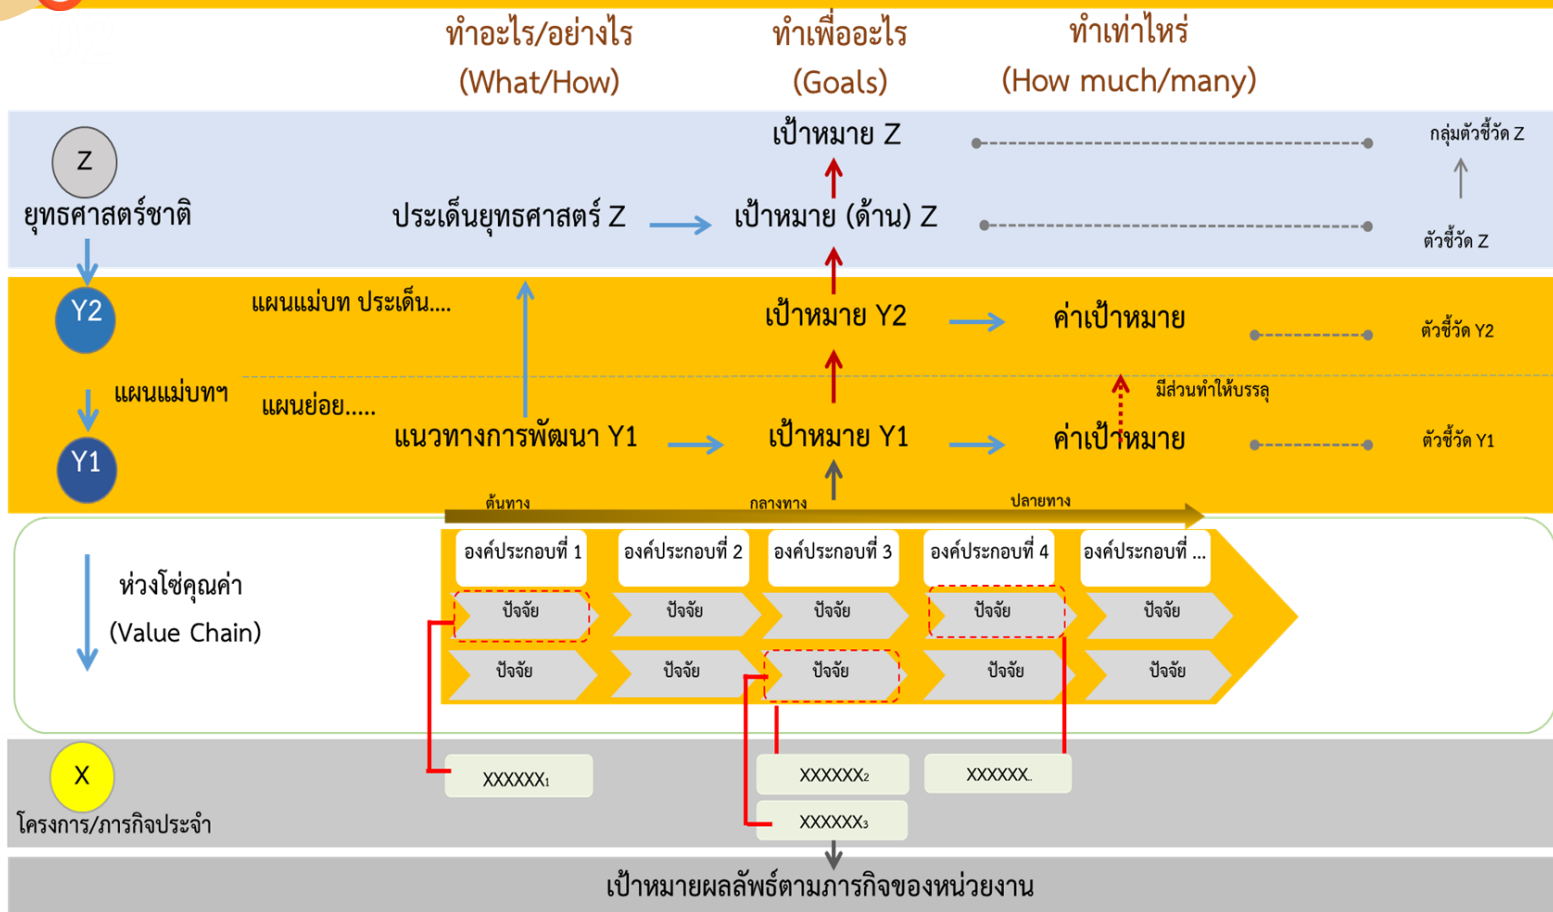 ทำอะไร/อย่างไร
(What/How)
ทำเพื่ออะไร
(Goals)
ทำเท่าไหร่
(How much/many)
Z
ยุทธศาสตร์ชาติ
เป้าหมาย Z
กลุ่มตัวชี้วัด Z
ประเด็นยุทธศาสตร์ Z
เป้าหมาย (ด้าน) Z
ตัวชี้วัด Z
Y2
แผนแม่บท ประเด็น....
เป้าหมาย Y2
ค่าเป้าหมาย
ตัวชี้วัด Y2
แผนแม่บทฯ
แผนย่อย.....
มีส่วนทำให้บรรลุ
Y1
แนวทางการพัฒนา Y1
เป้าหมาย Y1
ค่าเป้าหมาย
ตัวชี้วัด Y1
ต้นทาง
กลางทาง
ปลายทาง
ห่วงโซ่คุณค่า
(Value Chain)
องค์ประกอบที่ 1
องค์ประกอบที่ 2
องค์ประกอบที่ 3
องค์ประกอบที่ 4
องค์ประกอบที่ ...
ปัจจัย
ปัจจัย
ปัจจัย
ปัจจัย
ปัจจัย
ปัจจัย
ปัจจัย
ปัจจัย
ปัจจัย
ปัจจัย
X
โครงการ/ภารกิจประจำ
XXXXXX1
XXXXXX2
XXXXXX..
XXXXXX3
เป้าหมายผลลัพธ์ตามภารกิจของหน่วยงาน